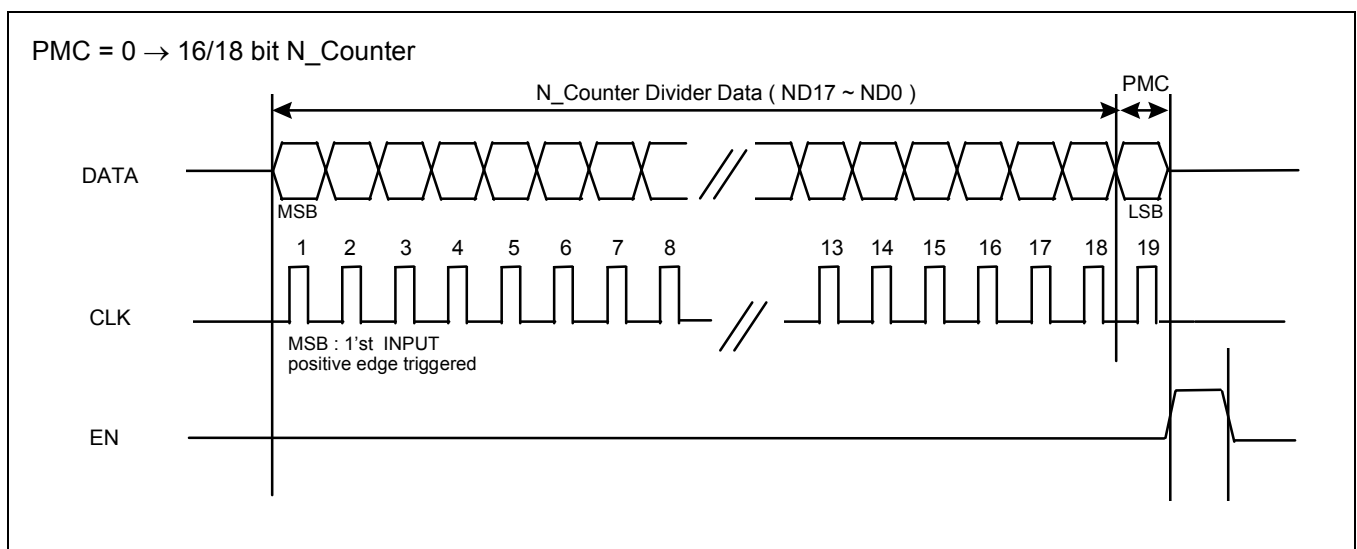 PMC = 0 → 16/18 bit N_Counter
N_Counter Divider Data ( ND17 ~ ND0 )
PMC
DATA
MSB
LSB
1 2 3 4 5 6 7 8 13 14 15 16 17 18 19
CLK
MSB : 1'st INPUT
positive edge triggered
EN